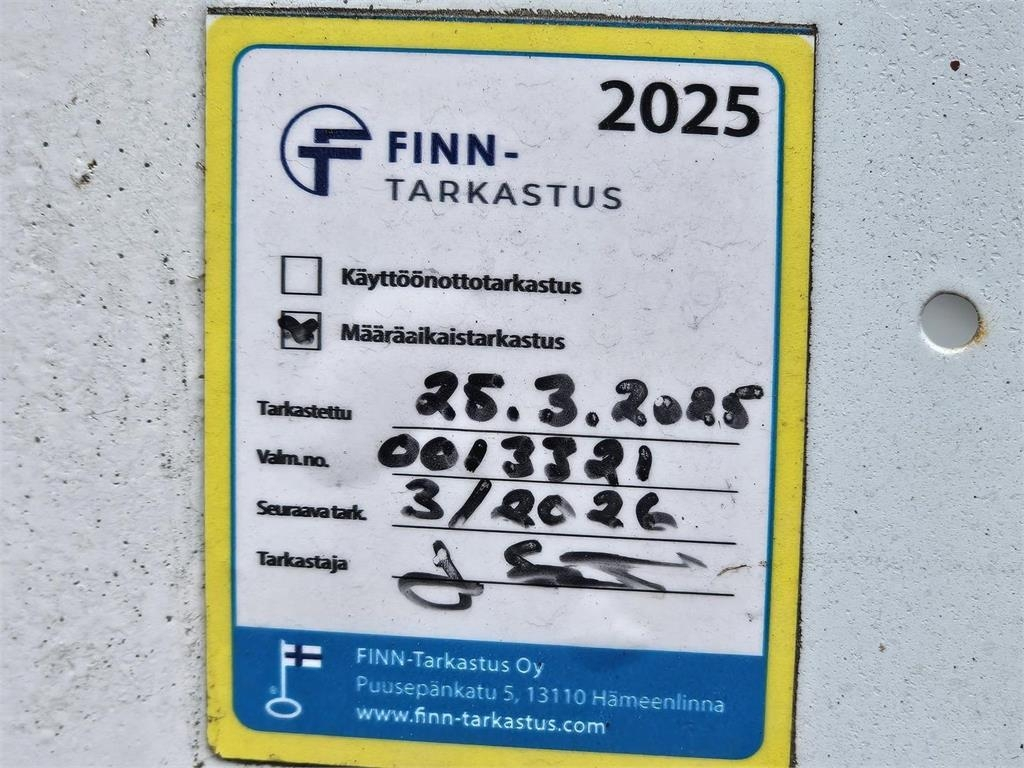 2025
FINN-
TARKASTUS
Käyttöönottotarkastus
Määräaikaistarkastus
Tarkastettu 25.3.2025
Valm.no. 0013321
Seuraava tark. 3/2026
Tarkastaja
FINN-Tarkastus Oy
Puusepänkatu 5, 13110 Hämeenlinna
www.finn-tarkastus.com